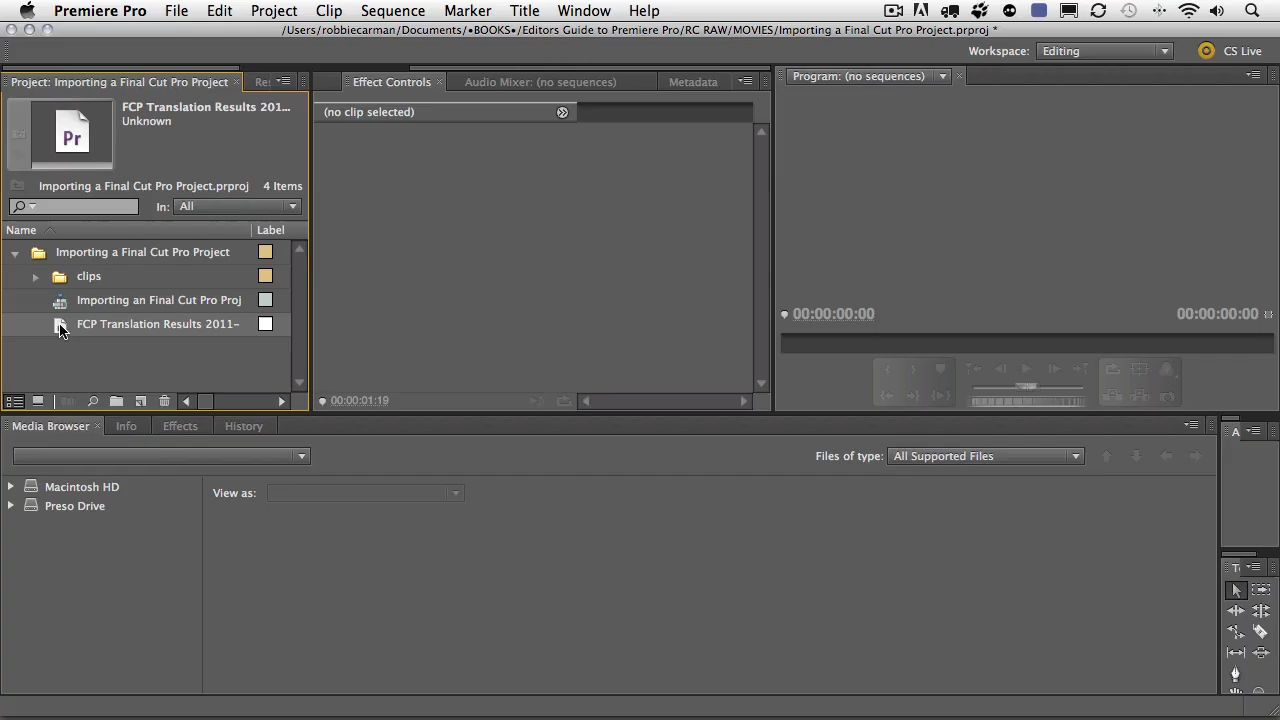 Premiere Pro File Edit Project Clip Sequence Marker Title Window Help
/Users/robbiecarman/Documents/•BOOKS•/Editors Guide to Premiere Pro/RC RAW/MOVIES/Importing a Final Cut Pro Project.prproj *
Workspace: Editing CS Live
Project: Importing a Final Cut Pro Project × Re: Effect Controls × Audio Mixer: (no sequences) Metadata Program: (no sequences) ×
FCP Translation Results 201...
Unknown
Pr
(no clip selected)
Importing a Final Cut Pro Project.prproj 4 Items
In: All
Name Label
Importing a Final Cut Pro Project
clips
Importing an Final Cut Pro Proj
FCP Translation Results 2011-
00:00:00:00 00:00:00:00
00:00:01:19
Media Browser × Info Effects History A
Files of type: All Supported Files
Macintosh HD
View as:
Preso Drive